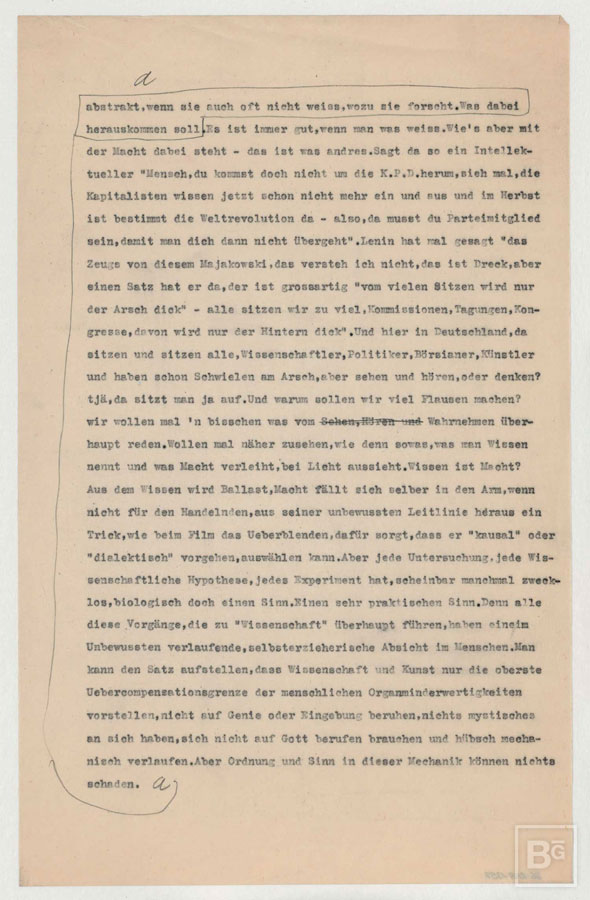 a
abstrakt,wenn sie auch oft nicht weiss,wozu sie forscht.Was dabei
herauskommen soll.Es ist immer gut,wenn man was weiss.Wie's aber mit
der Macht dabei steht - das ist was andres.Sagt da so ein Intellek-
tueller "Mensch,du kommst doch nicht um die K.P.D.herum,sieh mal,die
Kapitalisten wissen jetzt schon nicht mehr ein und aus und im Herbst
ist bestimmt die Weltrevolution da - also,da musst du Parteimitglied
sein,damit man dich dann nicht übergeht".Lenin hat mal gesagt "das
Zeugs von diesem Majakowski,das versteh ich nicht,das ist Dreck,aber
einen Satz hat er da,der ist grossartig "vom vielen Sitzen wird nur
der Arsch dick" - alle sitzen wir zu viel,Kommissionen,Tagungen,Kon-
gresse,davon wird nur der Hintern dick".Und hier in Deutschland,da
sitzen und sitzen alle,Wissenschaftler,Politiker,Börsianer,Künstler
und haben schon Schwielen am Arsch,aber sehen und hören,oder denken?
tjä,da sitzt man ja auf.Und warum sollen wir viel Flausen machen?
wir wollen mal 'n bisschen was vom Sehen,Hören und Wahrnehmen über-
haupt reden.Wollen mal näher zusehen,wie denn sowas,was man Wissen
nennt und was Macht verleiht,bei Licht aussieht.Wissen ist Macht?
Aus dem Wissen wird Ballast,Macht fällt sich selber in den Arm,wenn
nicht für den Handelnden,aus seiner unbewussten Leitlinie heraus ein
Trick,wie beim Film das Ueberblenden,dafür sorgt,dass er "kausal" oder
"dialektisch" vorgehen,auswählen kann.Aber jede Untersuchung,jede Wis-
senschaftliche Hypothese,jedes Experiment hat,scheinbar manchmal zweck-
los,biologisch doch einen Sinn.Einen sehr praktischen Sinn.Denn alle
diese Vorgänge,die zu "Wissenschaft" überhaupt führen,haben eine im
Unbewussten verlaufende,selbsterzieherische Absicht im Menschen.Man
kann den Satz aufstellen,dass Wissenschaft und Kunst nur die oberste
Uebercompensationsgrenze der menschlichen Organminderwertigkeiten
vorstellen,nicht auf Genie oder Eingebung beruhen,nichts mystisches
an sich haben,sich nicht auf Gott berufen brauchen und hübsch mecha-
nisch verlaufen.Aber Ordnung und Sinn in dieser Mechanik können nichts
schaden. a
BG